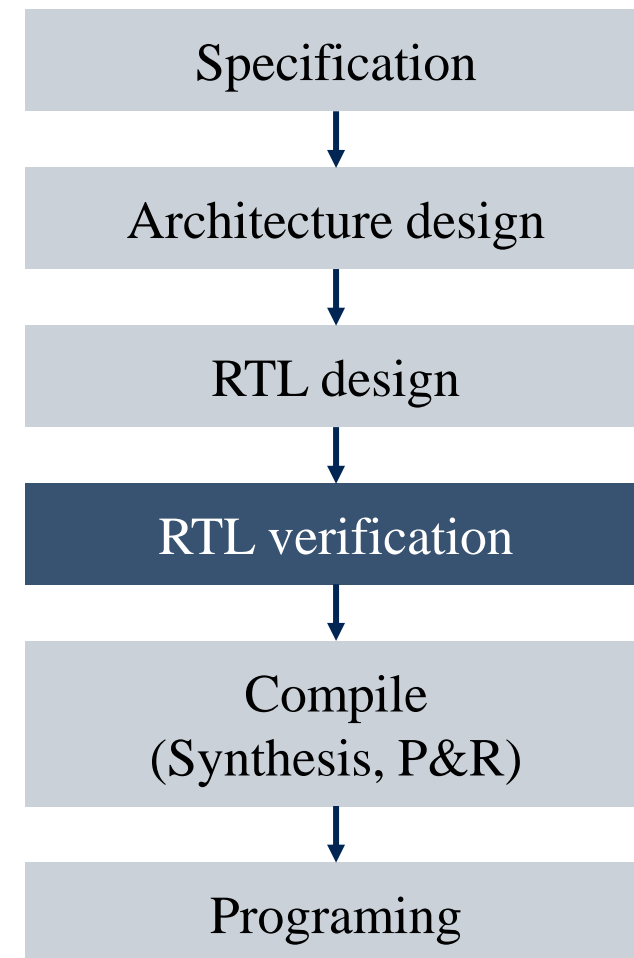 Specification
Architecture design
RTL design
RTL verification
Compile
(Synthesis, P&R)
Programing